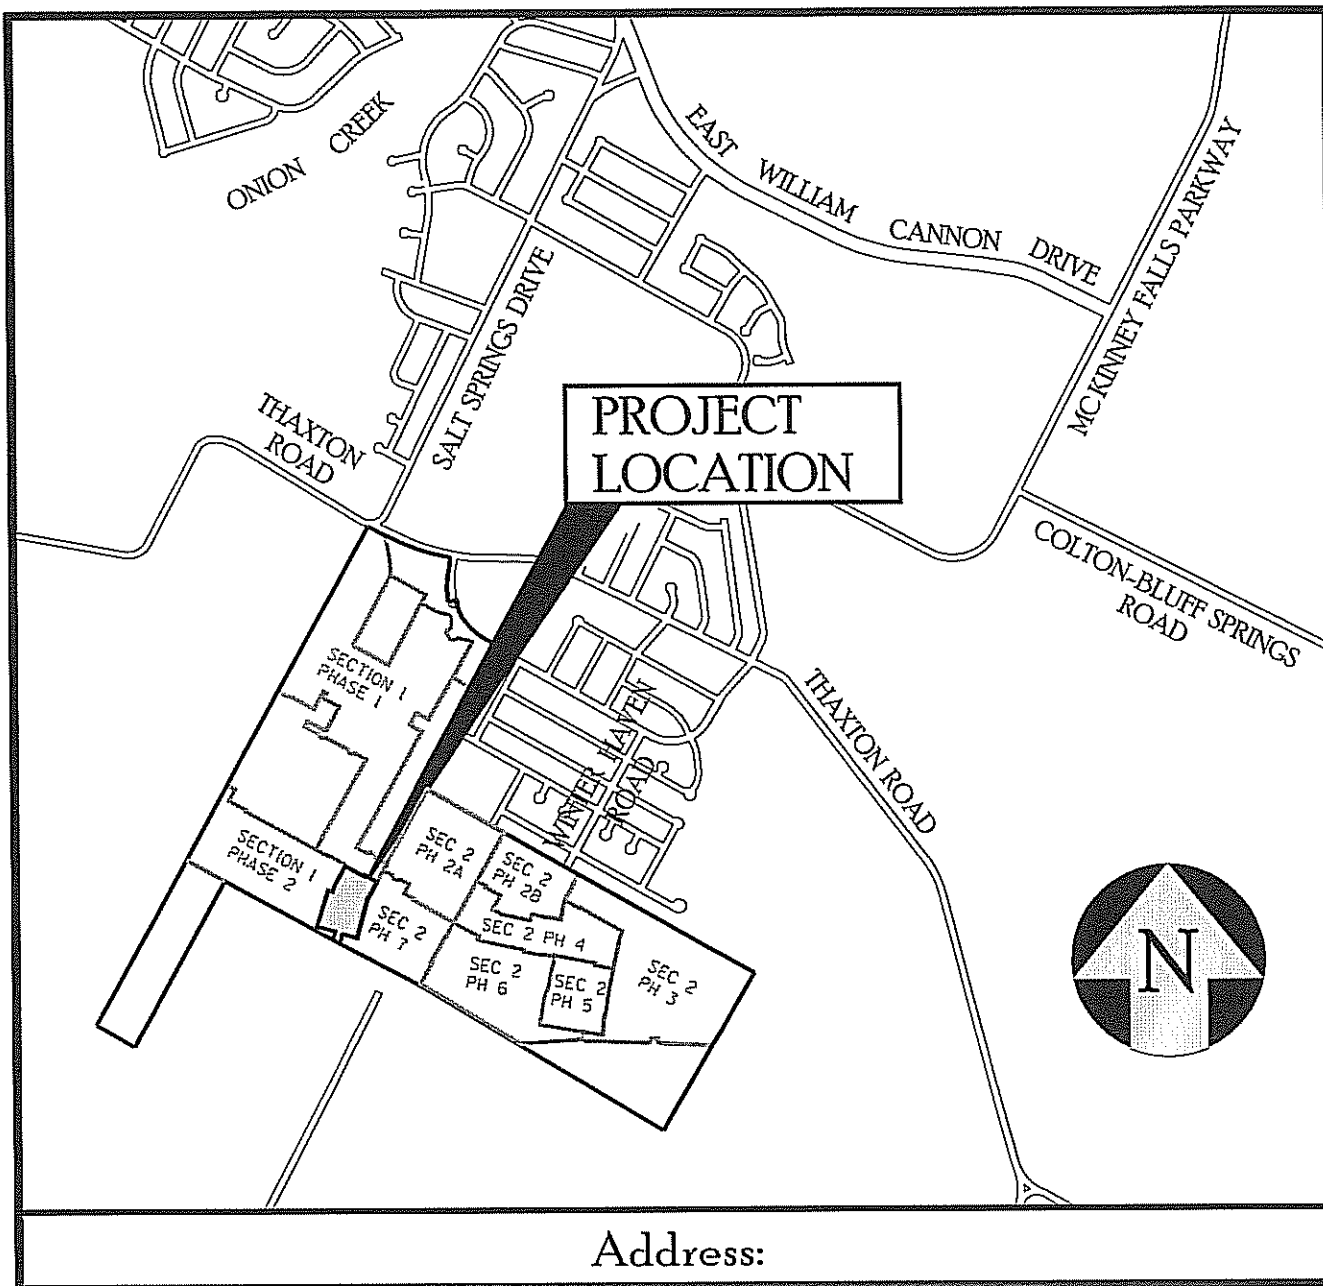 ONION CREEK
EAST WILLIAM CANNON DRIVE
MCKINNEY FALLS PARKWAY
SALT SPRINGS DRIVE
THAXTON
ROAD
PROJECT
LOCATION
COLTON-BLUFF SPRINGS
ROAD
SECTION 1
PHASE 1
WINTER HAVEN
ROAD
THAXTON ROAD
SECTION 1
PHASE 2
SEC 2
PH 2A
SEC 2
PH 2B
SEC 2
PH 7
SEC 2 PH 4
SEC 2
PH 6
SEC 2
PH 5
SEC 2
PH 3
N
Address: